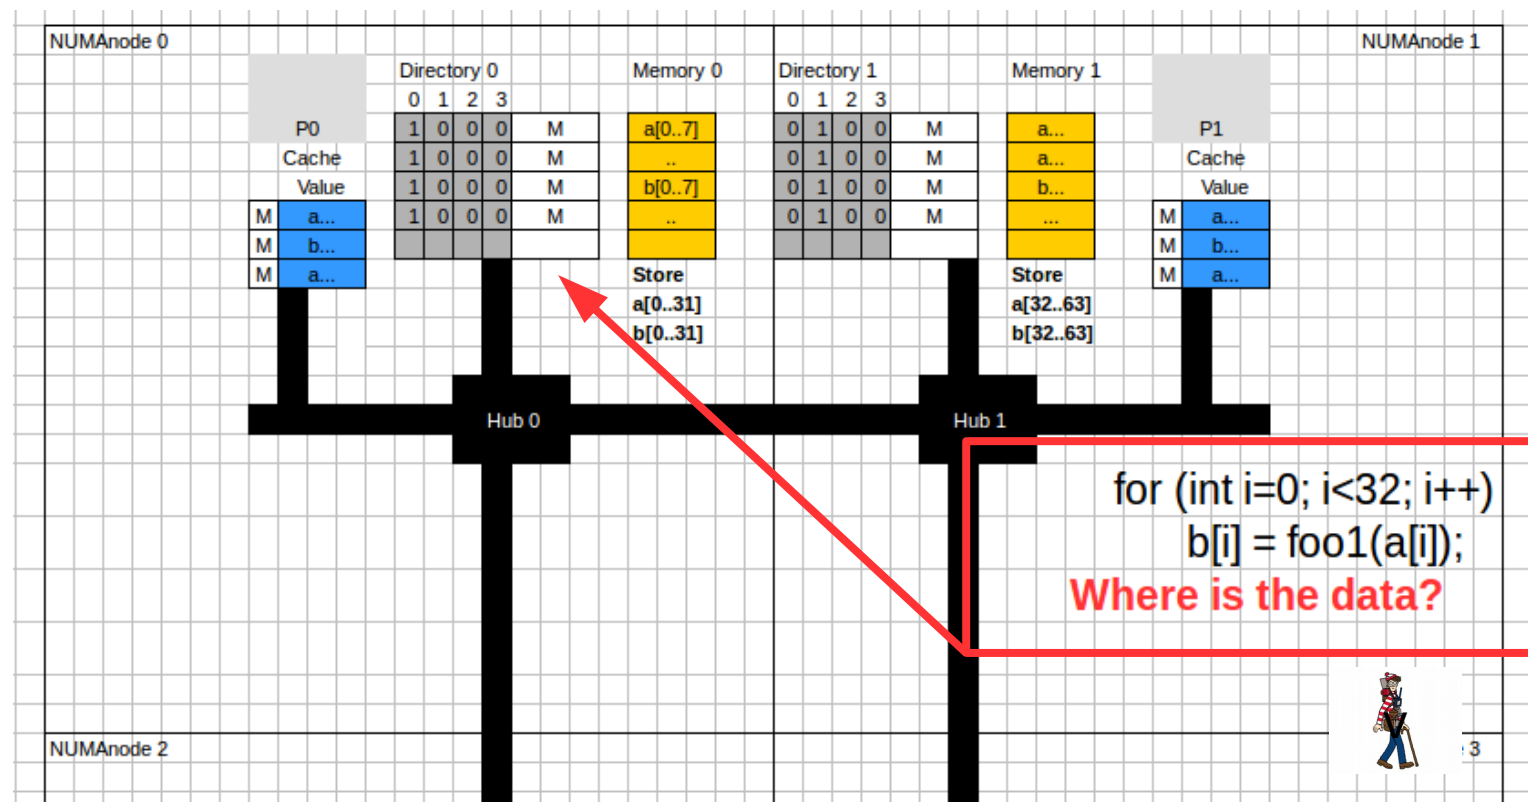 NUMAnode 0
NUMAnode 1
Directory 0 Memory 0 Directory 1 Memory 1
0 1 2 3 0 1 2 3
P0 1 0 0 0 M a[0..7] 0 1 0 0 M a... P1
Cache 1 0 0 0 M .. 0 1 0 0 M a... Cache
Value 1 0 0 0 M b[0..7] 0 1 0 0 M b... Value
M a... 1 0 0 0 M .. 0 1 0 0 M ... M a...
M b... M b...
M a... Store Store M a...
a[0..31] a[32..63]
b[0..31] b[32..63]
Hub 0 Hub 1
for (int i=0; i<32; i++)
b[i] = foo1(a[i]);
Where is the data?
V
NUMAnode 2
3